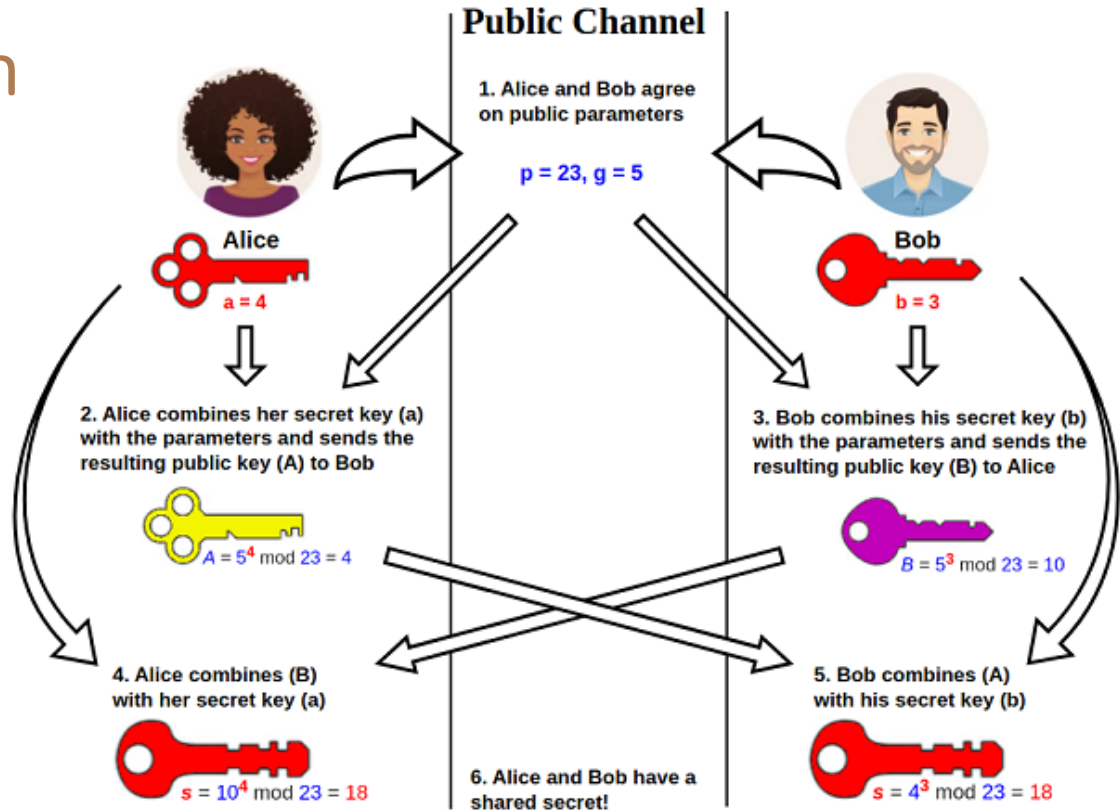 n
Public Channel
1. Alice and Bob agree
on public parameters
p = 23, g = 5
Alice
a = 4
Bob
b = 3
2. Alice combines her secret key (a)
with the parameters and sends the
resulting public key (A) to Bob
A = 5⁴ mod 23 = 4
3. Bob combines his secret key (b)
with the parameters and sends the
resulting public key (B) to Alice
B = 5³ mod 23 = 10
4. Alice combines (B)
with her secret key (a)
s = 10⁴ mod 23 = 18
5. Bob combines (A)
with his secret key (b)
s = 4³ mod 23 = 18
6. Alice and Bob have a
shared secret!